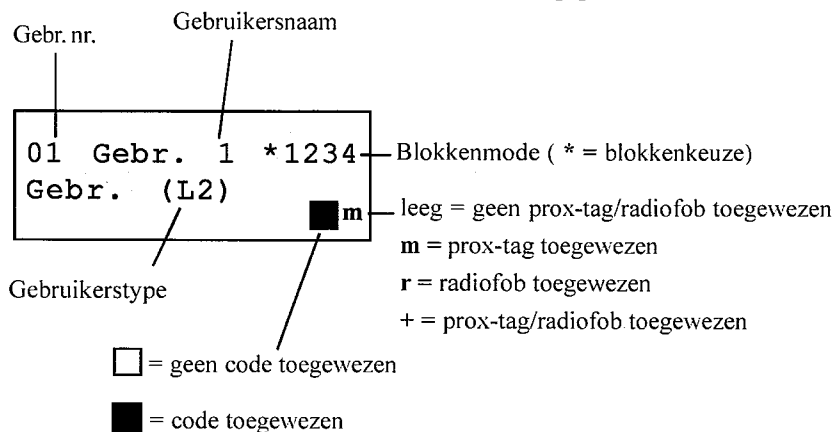 Gebruikersnaam
Gebr. nr.
01 Gebr. 1 *1234
Blokkenmode ( * = blokkenkeuze)
Gebr. (L2)
m
leeg = geen prox-tag/radiofob toegewezen
m = prox-tag toegewezen
Gebruikerstype
r = radiofob toegewezen
+ = prox-tag/radiofob toegewezen
= geen code toegewezen
= code toegewezen